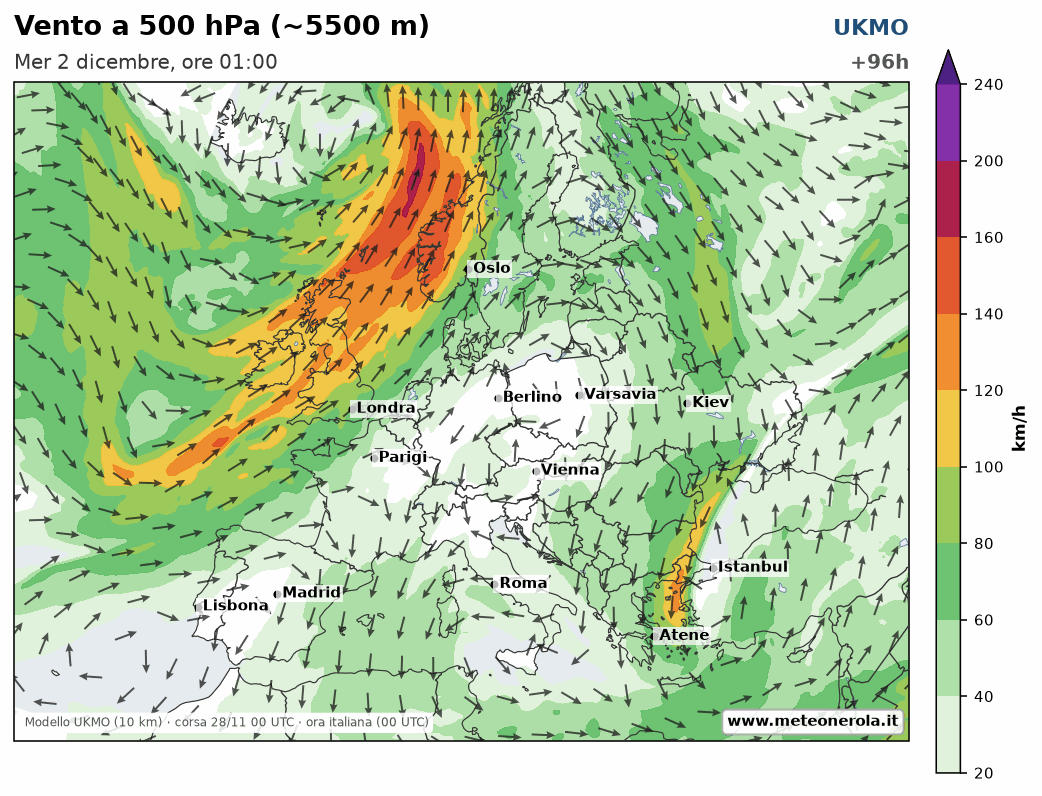 Vento a 500 hPa (~5500 m)
UKMO
Mer 2 dicembre, ore 01:00
+96h
240
200
160
140
120
100
80
60
40
20
km/h
Oslo
Berlino
Varsavia
Kiev
Londra
Parigi
Vienna
Istanbul
Roma
Madrid
Lisbona
Atene
Modello UKMO (10 km) · corsa 28/11 00 UTC · ora italiana (00 UTC)
www.meteonerola.it